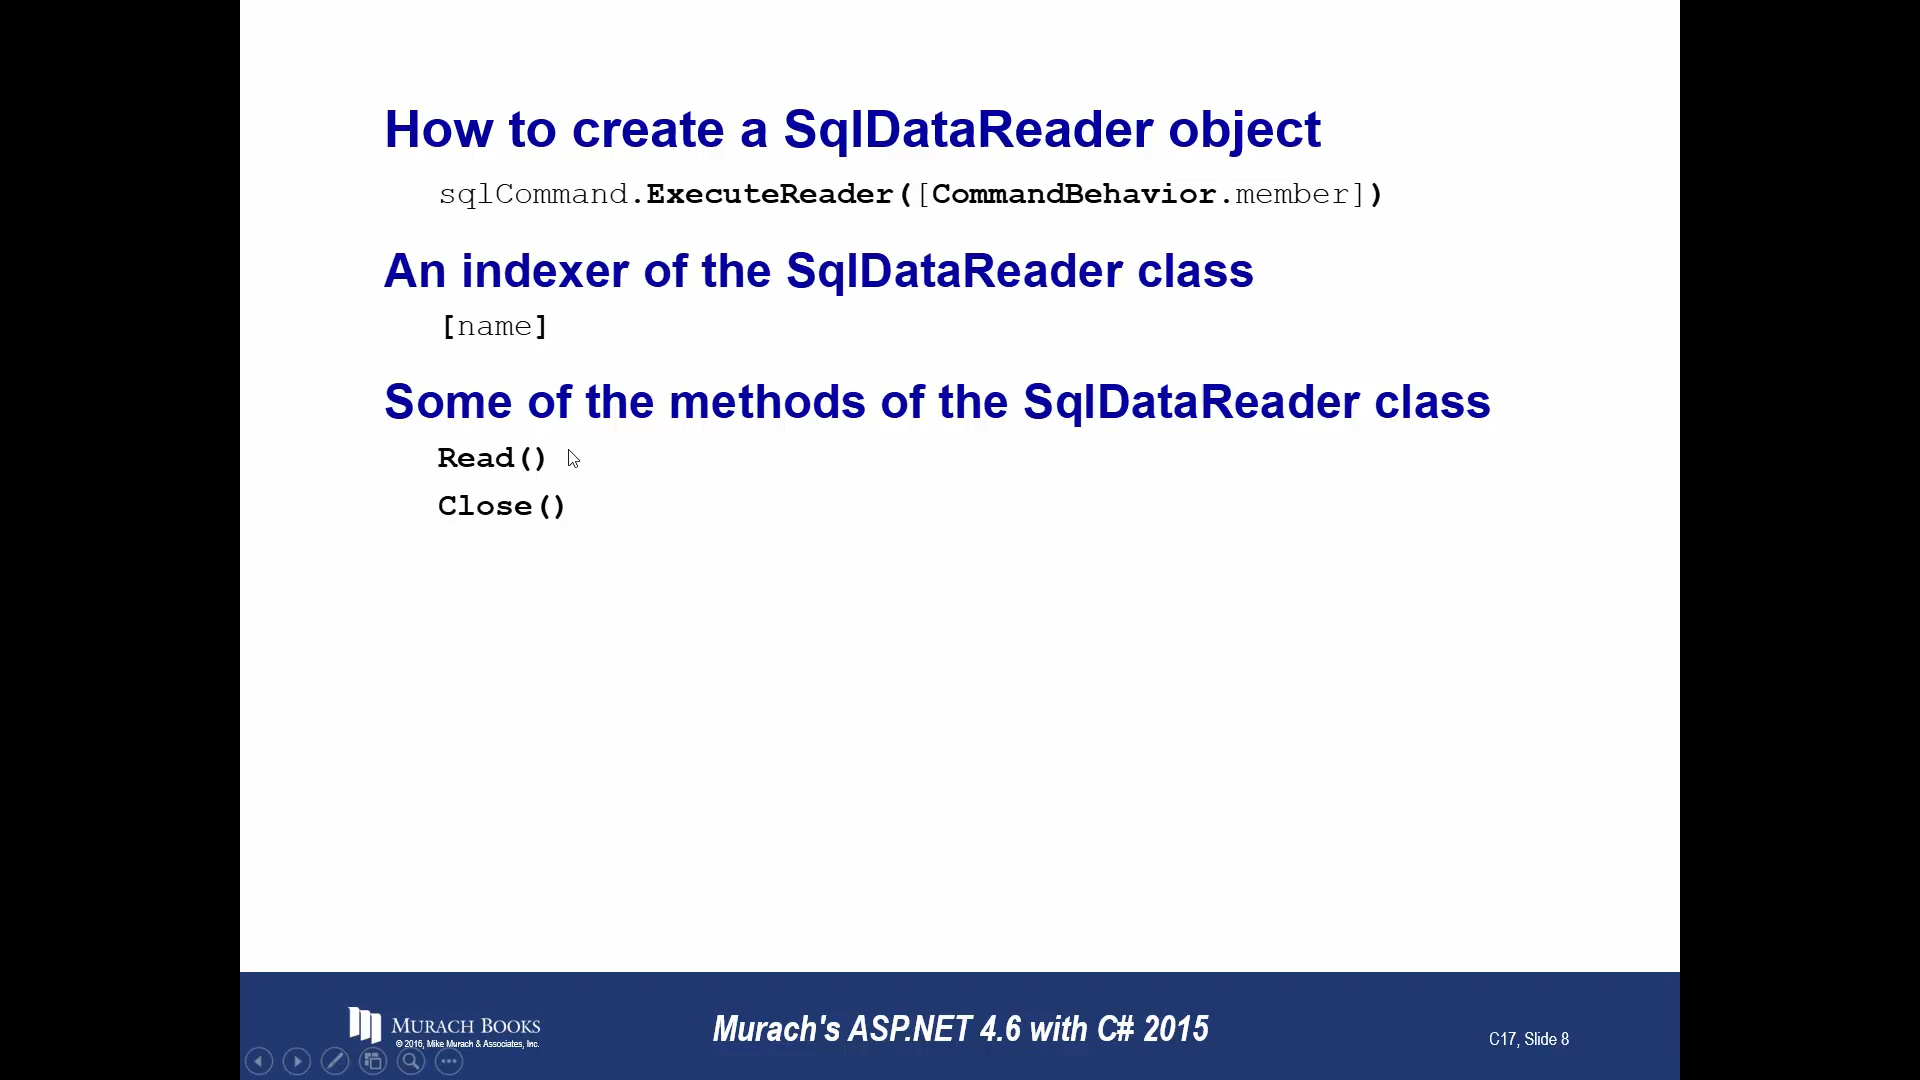 How to create a SqlDataReader object
sqlCommand.ExecuteReader([CommandBehavior.member])
An indexer of the SqlDataReader class
[name]
Some of the methods of the SqlDataReader class
Read()
Close()
MURACH BOOKS
© 2016, Mike Murach & Associates, Inc.
Murach's ASP.NET 4.6 with C# 2015
C17, Slide 8